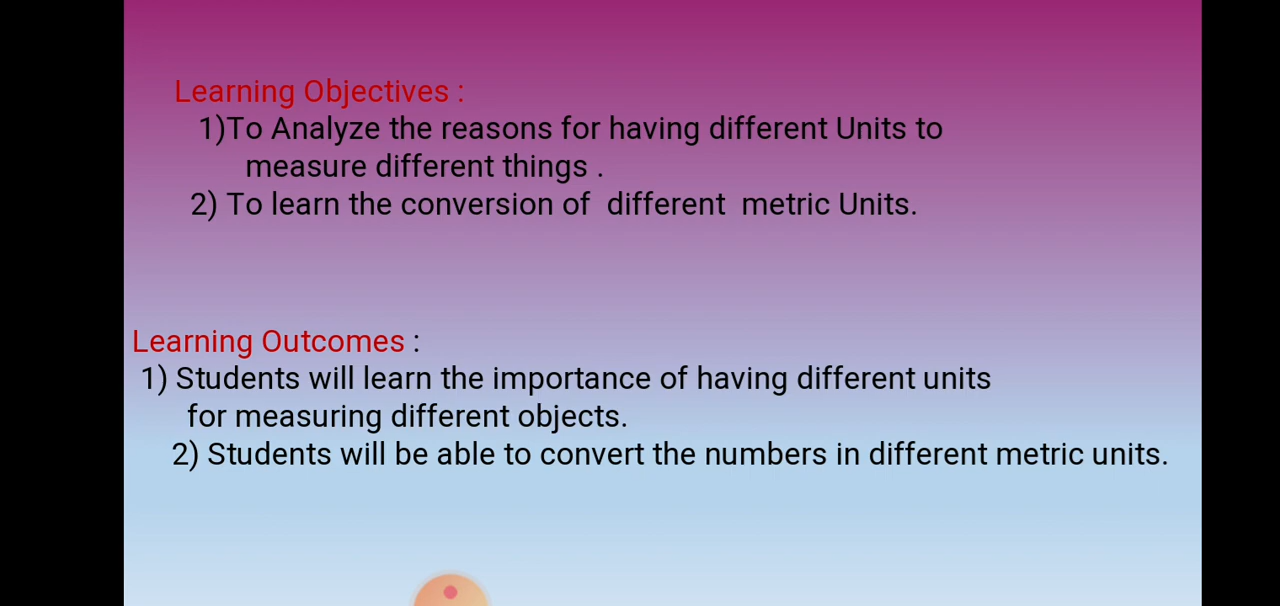 Learning Objectives :
1)To Analyze the reasons for having different Units to
measure different things .
2) To learn the conversion of different metric Units.
Learning Outcomes :
1) Students will learn the importance of having different units
for measuring different objects.
2) Students will be able to convert the numbers in different metric units.